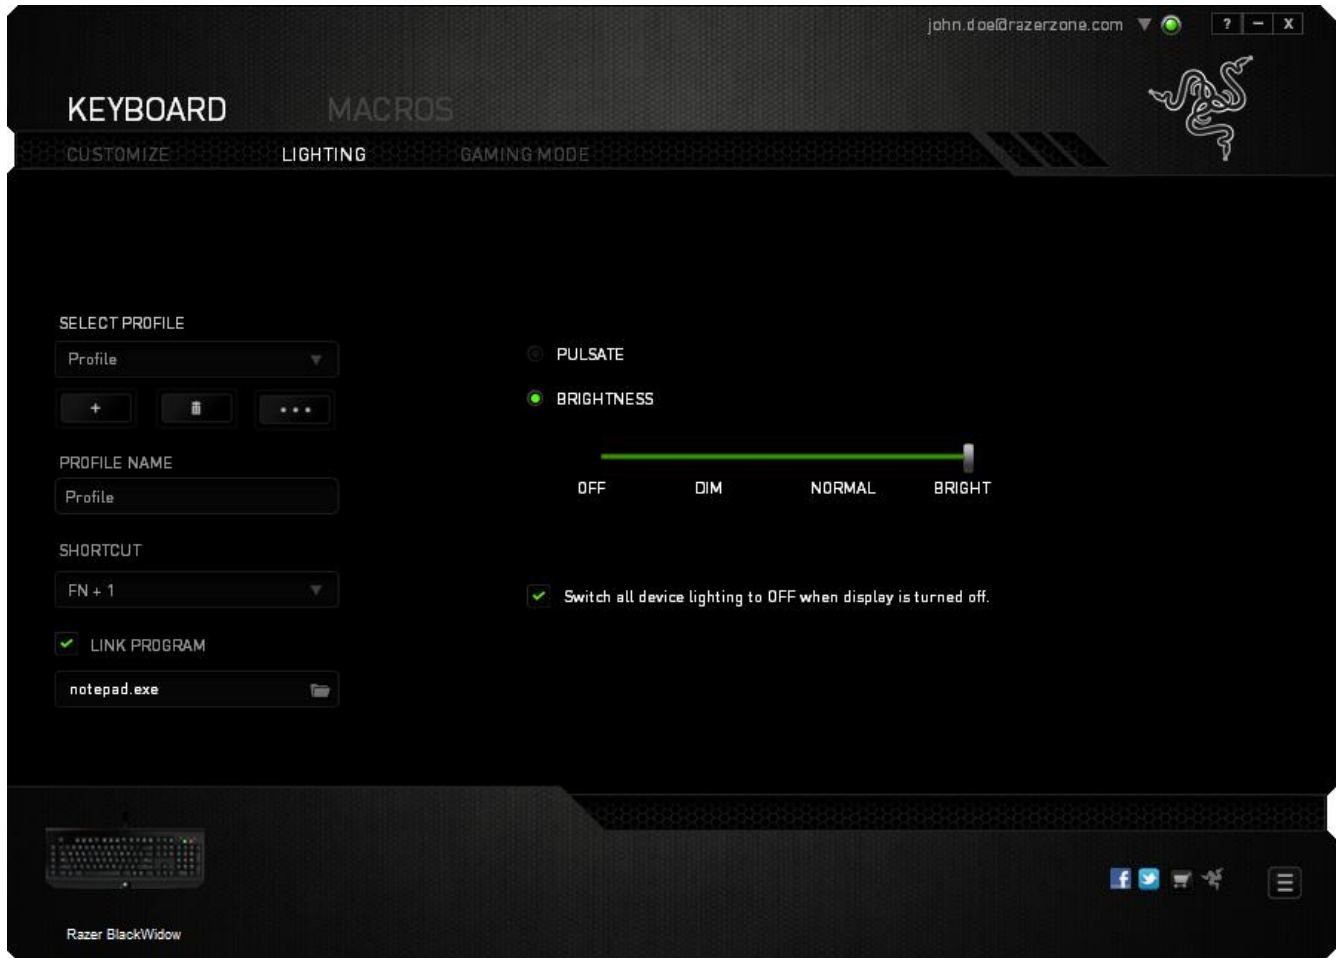 john.doe@razerzone.com
? – X
KEYBOARD MACROS
CUSTOMIZE LIGHTING GAMING MODE
SELECT PROFILE
Profile
PULSATE
+ •••
BRIGHTNESS
PROFILE NAME
Profile
OFF DIM NORMAL BRIGHT
SHORTCUT
FN + 1
Switch all device lighting to OFF when display is turned off.
LINK PROGRAM
notepad.exe
Razer BlackWidow